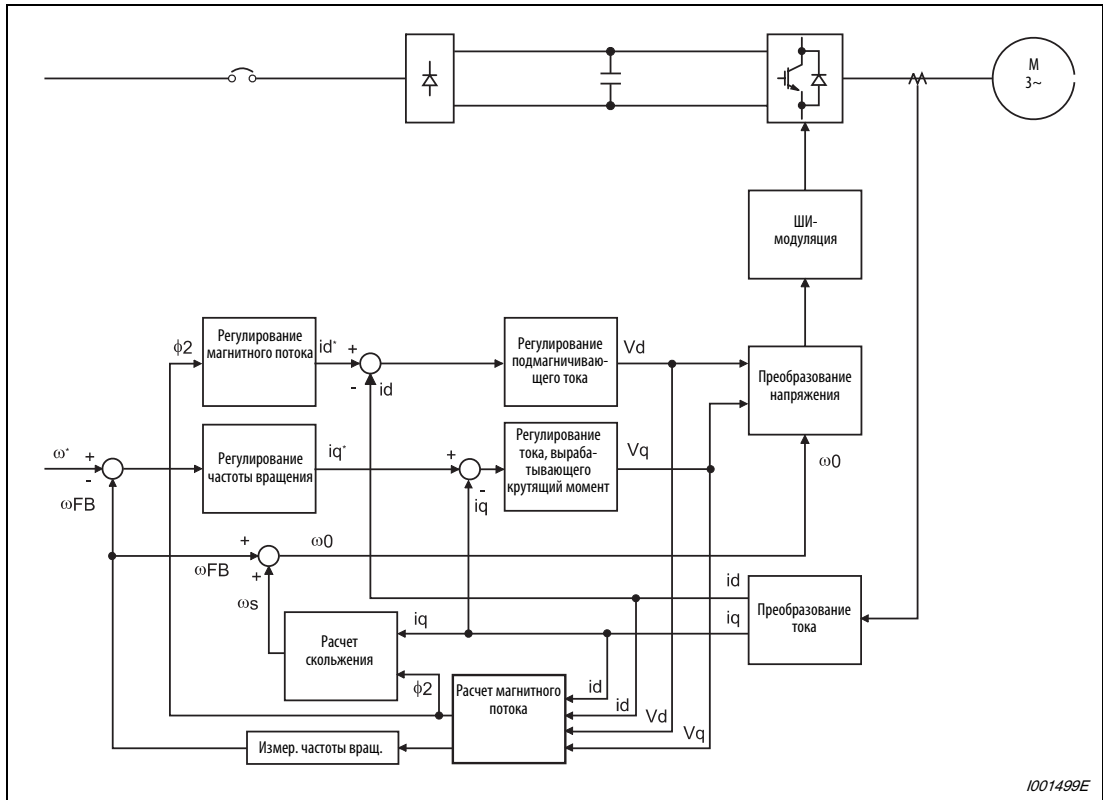 M
3~
ШИ-
модуляция
ϕ2
Регулирование
магнитного потока
id*
+
-
id
Регулирование
подмагничиваю-
щего тока
Vd
Преобразование
напряжения
ω*
+
-
ωFB
Регулирование
частоты вращения
iq*
+
-
iq
Регулирование
тока, выраба-
тывающего
крутящий момент
Vq
ω0
+
ωFB
+
ω0
ωs
Расчет
скольжения
iq
ϕ2
id
iq
Преобразование
тока
Расчет магнитного
потока
id
id
Vd
Vq
Измер. частоты вращ.
I001499E